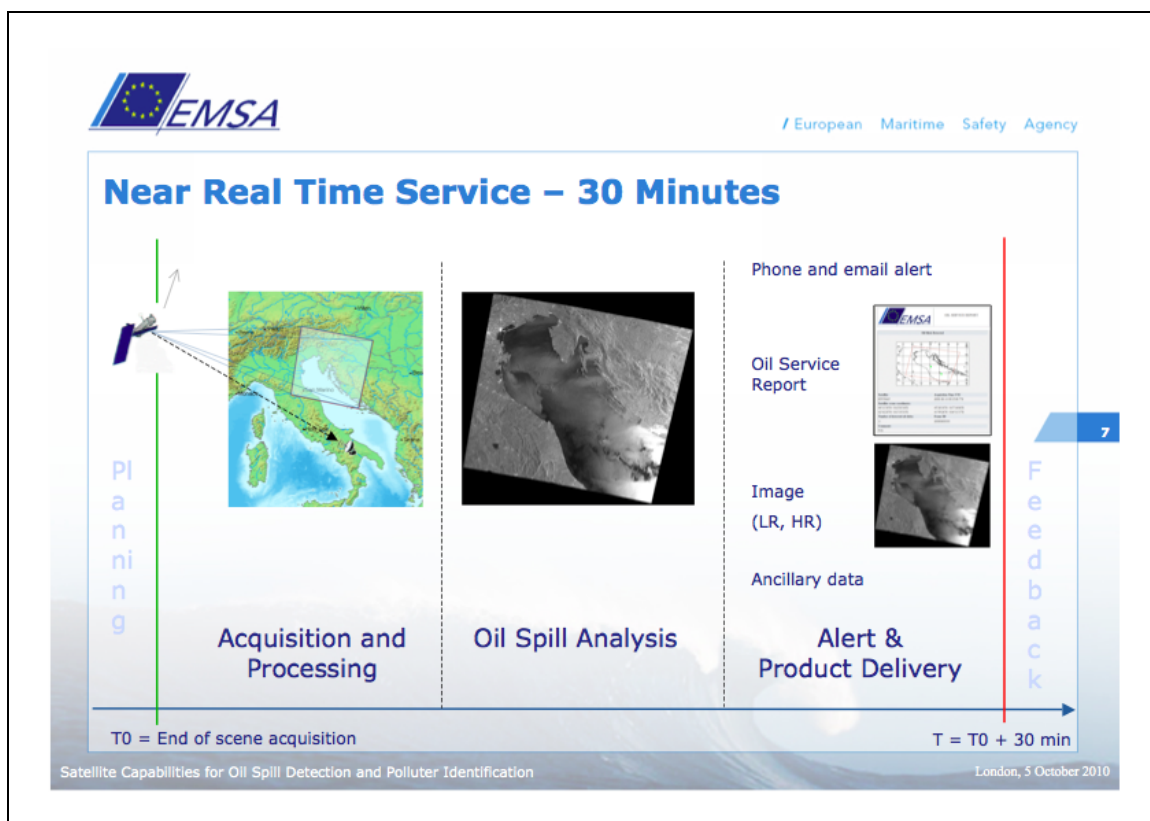 EMSA
/ European Maritime Safety Agency
Near Real Time Service – 30 Minutes
Phone and email alert
EMSA
Oil Service
Report
7
Image
(LR, HR)
Ancillary data
Pl
a
n
ni
n
g
F
e
e
d
b
a
c
k
Acquisition and
Processing
Oil Spill Analysis
Alert &
Product Delivery
T0 = End of scene acquisition
T = T0 + 30 min
Satellite Capabilities for Oil Spill Detection and Polluter Identification
London, 5 October 2010